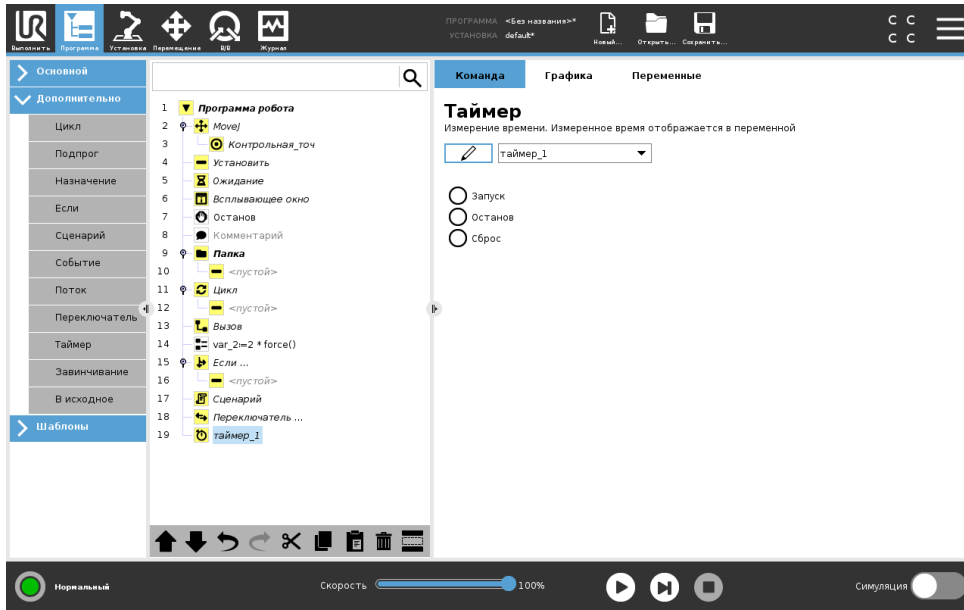 ПРОГРАММА <Без названия>*
УСТАНОВКА default*
C C
C C
Выполнить Программа Установка Перемещение В/В Журнал
Новый... Открыть... Сохранить...
Основной
Дополнительно
Цикл
Подпрог
Назначение
Если
Сценарий
Событие
Поток
Переключатель
Таймер
Завинчивание
В исходное
Шаблоны
1 Программа робота
2 MoveJ
3 Контрольная_точ
4 Установить
5 Ожидание
6 Всплывающее окно
7 Останов
8 Комментарий
9 Папка
10 <пустой>
11 Цикл
12 <пустой>
13 Вызов
14 var_2:=2 * force()
15 Если ...
16 <пустой>
17 Сценарий
18 Переключатель ...
19 таймер_1
Команда Графика Переменные
Таймер
Измерение времени. Измеренное время отображается в переменной
таймер_1
Запуск
Останов
Сброс
Нормальный
Скорость 100%
Симуляция